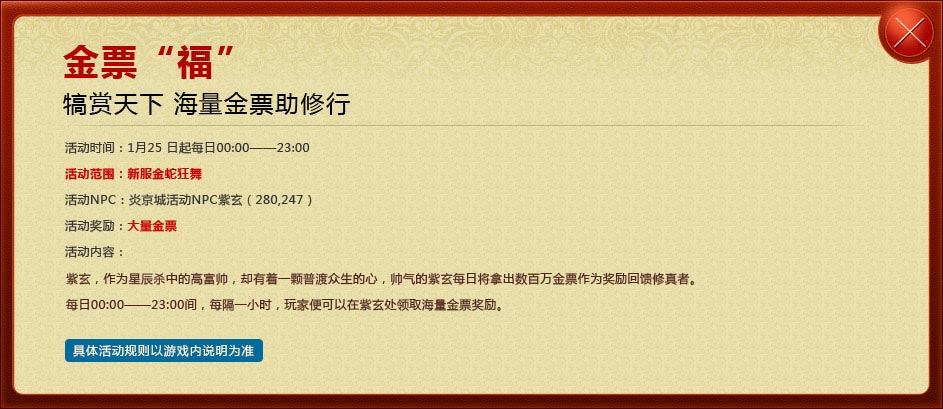 金票“福”
犒赏天下 海量金票助修行
活动时间：1月25 日起每日00:00——23:00
活动范围：新服金蛇狂舞
活动NPC：炎京城活动NPC紫玄（280,247）
活动奖励：大量金票
活动内容：
紫玄，作为星辰杀中的高富帅，却有着一颗普渡众生的心，帅气的紫玄每日将拿出数百万金票作为奖励回馈修真者。
每日00:00——23:00间，每隔一小时，玩家便可以在紫玄处领取海量金票奖励。
具体活动规则以游戏内说明为准